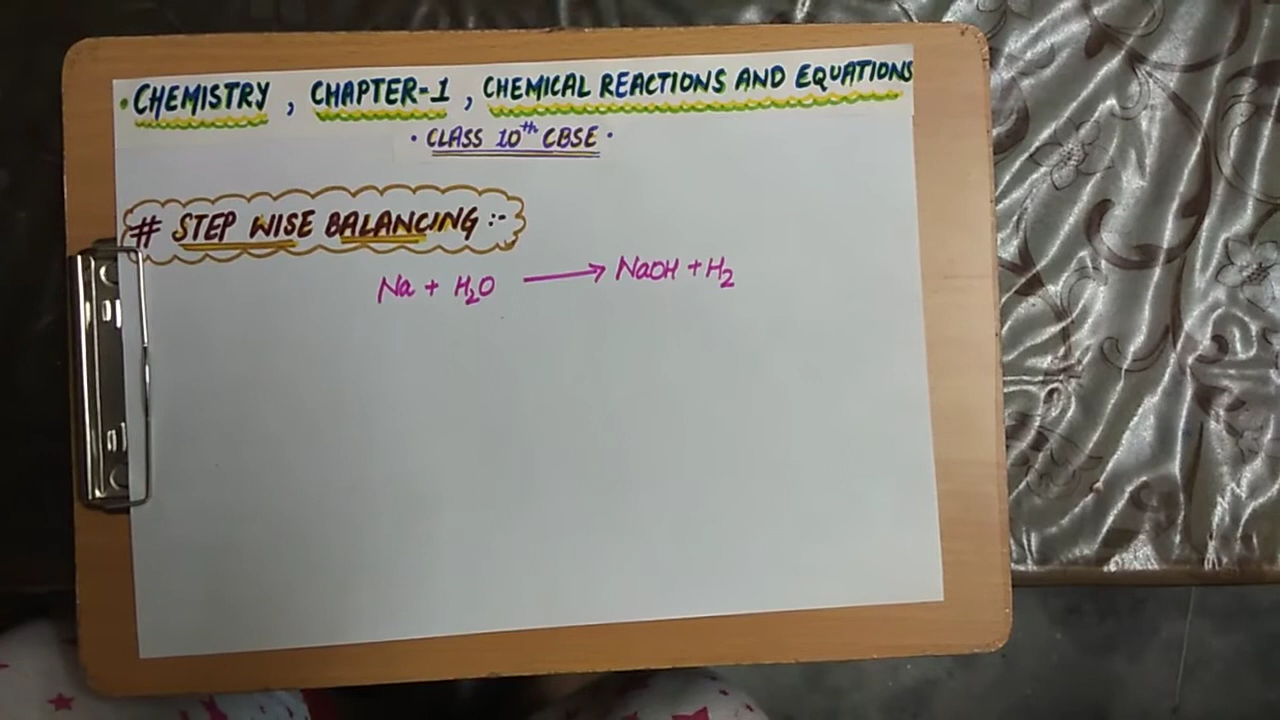 • CHEMISTRY , CHAPTER-1 , CHEMICAL REACTIONS AND EQUATIONS
• CLASS 10th CBSE •
# STEP WISE BALANCING :-
Na + H₂O ⟶ NaOH + H₂